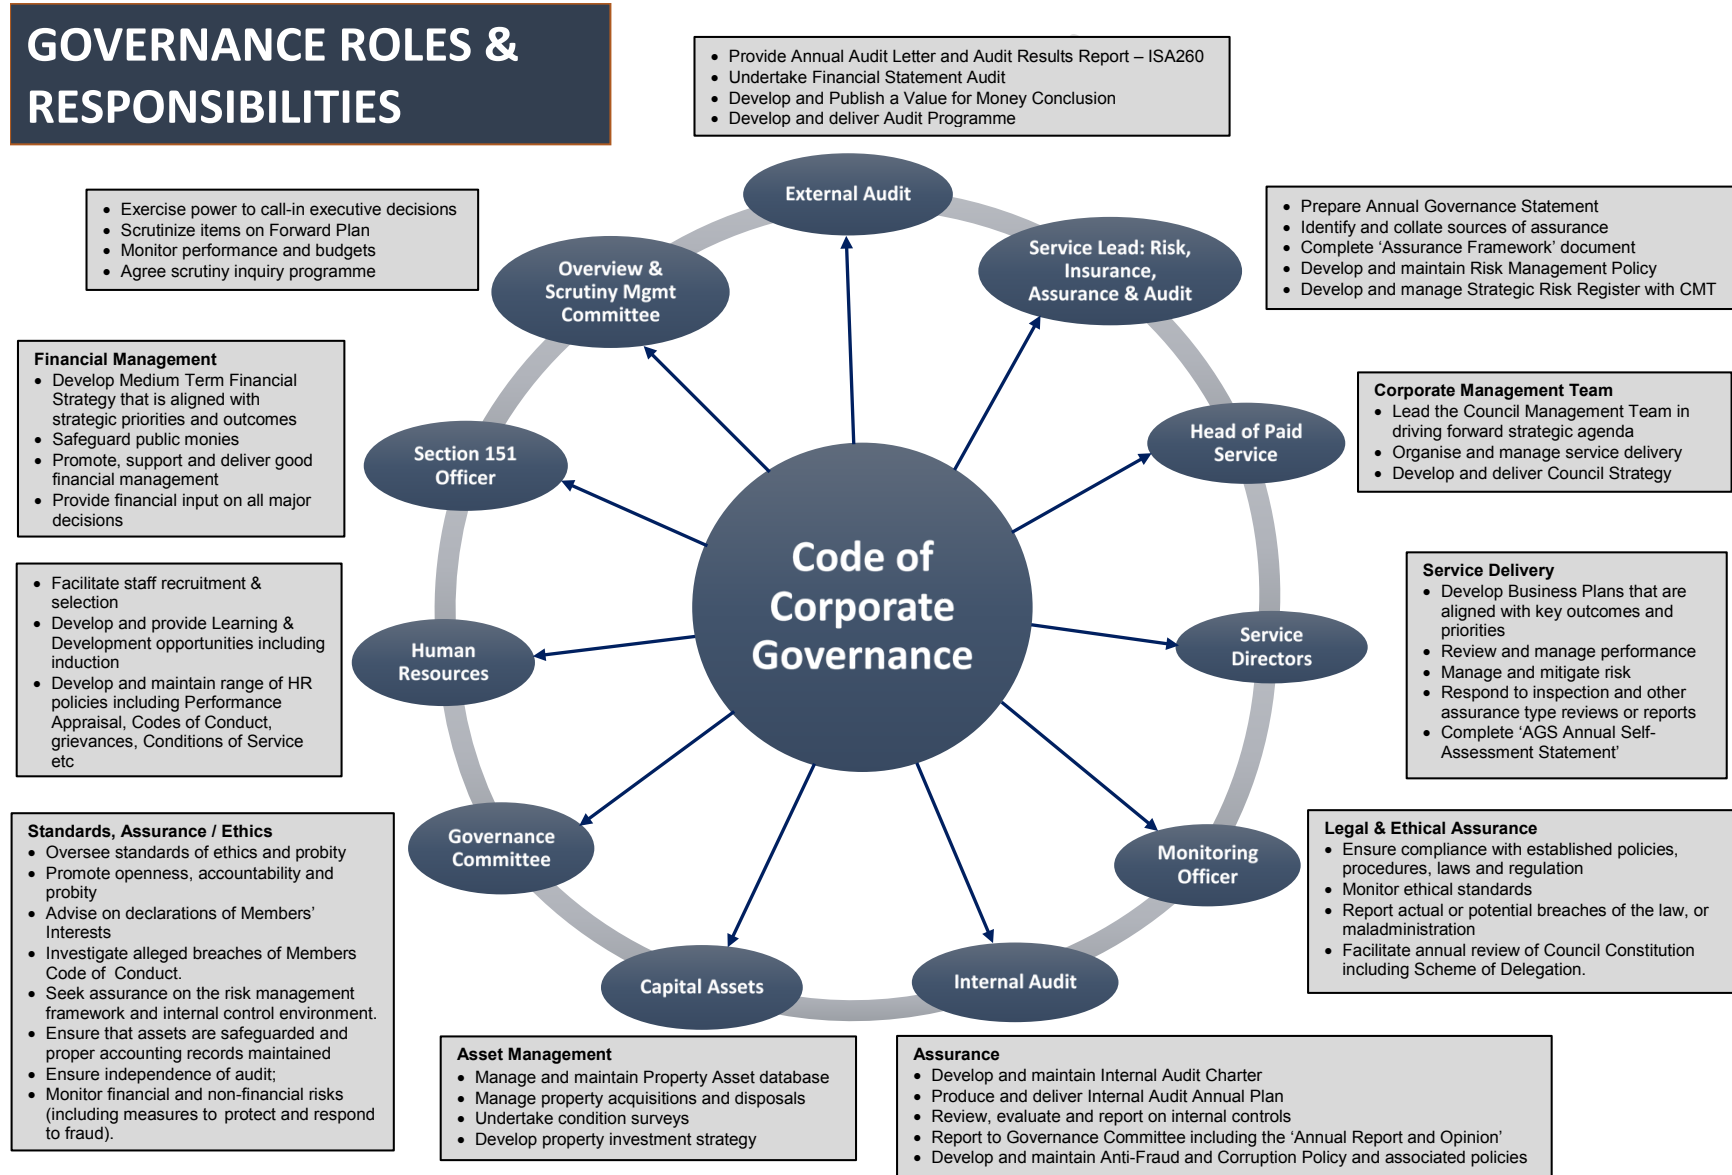 GOVERNANCE ROLES &
RESPONSIBILITIES
• Provide Annual Audit Letter and Audit Results Report – ISA260
• Undertake Financial Statement Audit
• Develop and Publish a Value for Money Conclusion
• Develop and deliver Audit Programme
External Audit
• Exercise power to call-in executive decisions
• Scrutinize items on Forward Plan
• Monitor performance and budgets
• Agree scrutiny inquiry programme
Overview &
Scrutiny Mgmt
Committee
Service Lead: Risk,
Insurance,
Assurance & Audit
• Prepare Annual Governance Statement
• Identify and collate sources of assurance
• Complete ‘Assurance Framework’ document
• Develop and maintain Risk Management Policy
• Develop and manage Strategic Risk Register with CMT
Financial Management
• Develop Medium Term Financial
Strategy that is aligned with
strategic priorities and outcomes
• Safeguard public monies
• Promote, support and deliver good
financial management
• Provide financial input on all major
decisions
Section 151
Officer
Head of Paid
Service
Corporate Management Team
• Lead the Council Management Team in
driving forward strategic agenda
• Organise and manage service delivery
• Develop and deliver Council Strategy
Code of
Corporate
Governance
• Facilitate staff recruitment &
selection
• Develop and provide Learning &
Development opportunities including
induction
• Develop and maintain range of HR
policies including Performance
Appraisal, Codes of Conduct,
grievances, Conditions of Service
etc
Human
Resources
Service
Directors
Service Delivery
• Develop Business Plans that are
aligned with key outcomes and
priorities
• Review and manage performance
• Manage and mitigate risk
• Respond to inspection and other
assurance type reviews or reports
• Complete ‘AGS Annual Self-
Assessment Statement’
Standards, Assurance / Ethics
• Oversee standards of ethics and probity
• Promote openness, accountability and
probity
• Advise on declarations of Members’
Interests
• Investigate alleged breaches of Members
Code of Conduct.
• Seek assurance on the risk management
framework and internal control environment.
• Ensure that assets are safeguarded and
proper accounting records maintained
• Ensure independence of audit;
• Monitor financial and non-financial risks
(including measures to protect and respond
to fraud).
Governance
Committee
Monitoring
Officer
Legal & Ethical Assurance
• Ensure compliance with established policies,
procedures, laws and regulation
• Monitor ethical standards
• Report actual or potential breaches of the law, or
maladministration
• Facilitate annual review of Council Constitution
including Scheme of Delegation.
Capital Assets
Internal Audit
Asset Management
• Manage and maintain Property Asset database
• Manage property acquisitions and disposals
• Undertake condition surveys
• Develop property investment strategy
Assurance
• Develop and maintain Internal Audit Charter
• Produce and deliver Internal Audit Annual Plan
• Review, evaluate and report on internal controls
• Report to Governance Committee including the ‘Annual Report and Opinion’
• Develop and maintain Anti-Fraud and Corruption Policy and associated policies